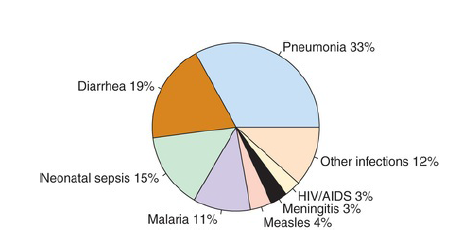 Pneumonia 33%
Diarrhea 19%
Other infections 12%
Neonatal sepsis 15%
HIV/AIDS 3%
Meningitis 3%
Malaria 11%
Measles 4%